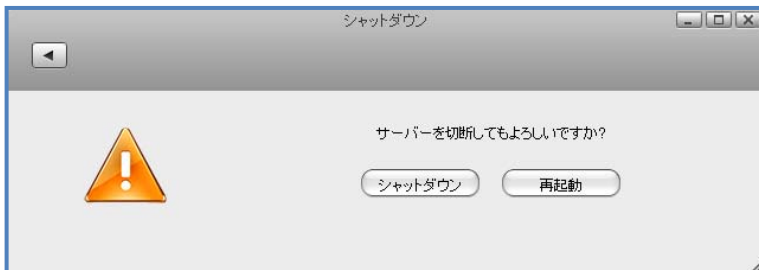 シャットダウン
サーバーを切断してもよろしいですか?
シャットダウン 再起動